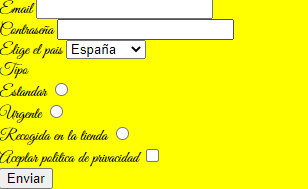 Email
Contraseña
Elige el pais España
Tipo
Estandar
Urgente
Recogida en la tienda
Aceptar politica de privacidad
Enviar